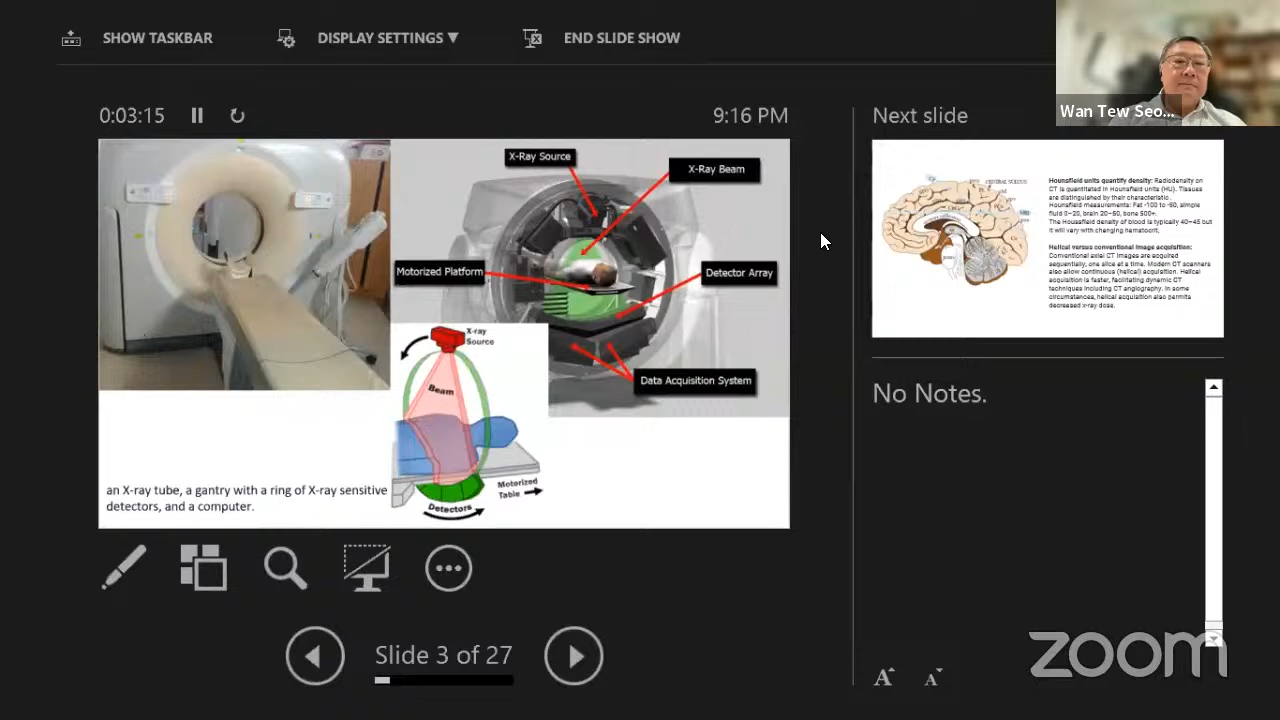 SHOW TASKBAR
DISPLAY SETTINGS ▼
END SLIDE SHOW
Wan Tew Seo...
0:03:15
9:16 PM
Next slide
X-Ray Source
X-Ray Beam
Motorized Platform
Detector Array
Data Acquisition System
X-ray
Source
Beam
Motorized
Table
Detectors
an X-ray tube, a gantry with a ring of X-ray sensitive
detectors, and a computer.
CENTRAL SULCUS
Hounsfield units quantify density: Radiodensity on
CT is quantitated in Hounsfield units (HU). Tissues
are distinguished by their characteristic.
Hounsfield measurements: Fat -100 to -50, simple
fluid 0–20, brain 20–50, bone 500+.
The Housfield density of blood is typically 40–45 but
it will vary with changing hematocrit.
Helical versus conventional image acquisition:
Conventional axial CT images are acquired
sequentially, one slice at a time. Modern CT scanners
also allow continuous (helical) acquisition. Helical
acquisition is faster, facilitating dynamic CT
techniques including CT angiography. In some
circumstances, helical acquisition also permits
decreased x-ray dose.
No Notes.
Slide 3 of 27
A A
zoom